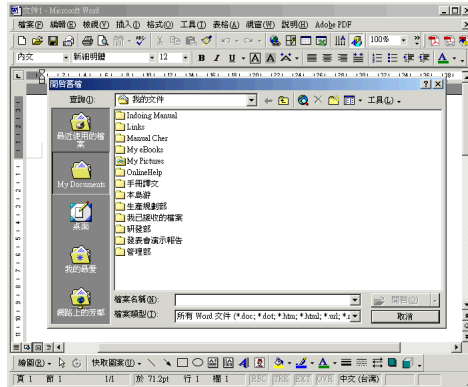 文件1 - Microsoft Word
檔案(F) 編輯(E) 檢視(V) 插入(I) 格式(O) 工具(T) 表格(A) 視窗(W) 說明(H) Adobe PDF
100%
內文 新細明體 12 B I U A A
開啟舊檔
查詢(I): 我的文件 工具(L)
最近使用的檔案
My Documents
桌面
我的最愛
網路上的芳鄰
Indoing Manual
Links
Manual Cher
My eBooks
My Pictures
OnlineHelp
手冊譯文
本島游
生產規劃部
我已接收的檔案
研發部
發表會演示報告
管理部
檔案名稱(N): 開啟(O)
檔案類型(T): 所有 Word 文件 (*.doc; *.dot; *.htm; *.html; *.url; *. 取消
繪圖(R) 快取圖案(U)
頁 1 節 1 1/1 於 71.2pt 行 1 欄 1 REC TRK EXT OVR 中文 (台灣)